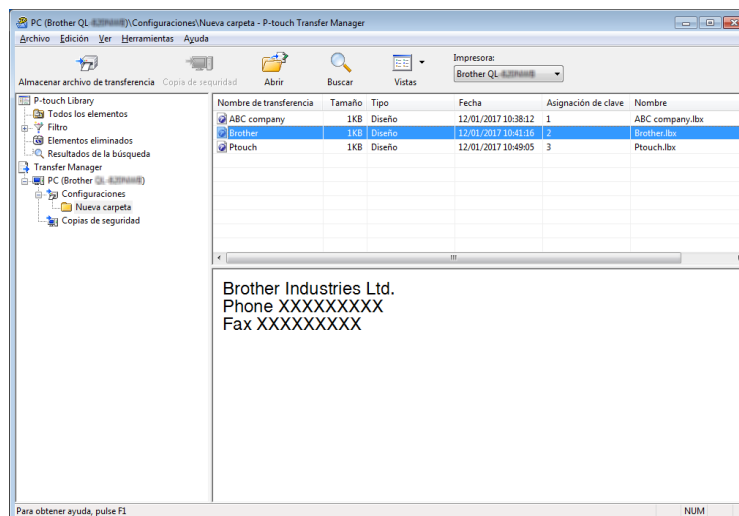 PC (Brother QL )\Configuraciones\Nueva carpeta - P-touch Transfer Manager
Archivo Edición Ver Herramientas Ayuda
Almacenar archivo de transferencia Copia de seguridad Abrir Buscar Vistas
Impresora:
Brother QL
P-touch Library
Todos los elementos
Filtro
Elementos eliminados
Resultados de la búsqueda
Transfer Manager
PC (Brother )
Configuraciones
Nueva carpeta
Copias de seguridad
Nombre de transferencia Tamaño Tipo Fecha Asignación de clave Nombre
ABC company 1KB Diseño 12/01/2017 10:38:12 1 ABC company.lbx
Brother 1KB Diseño 12/01/2017 10:41:16 2 Brother.lbx
Ptouch 1KB Diseño 12/01/2017 10:49:05 3 Ptouch.lbx
Brother Industries Ltd.
Phone XXXXXXXXX
Fax XXXXXXXXX
Para obtener ayuda, pulse F1
NUM